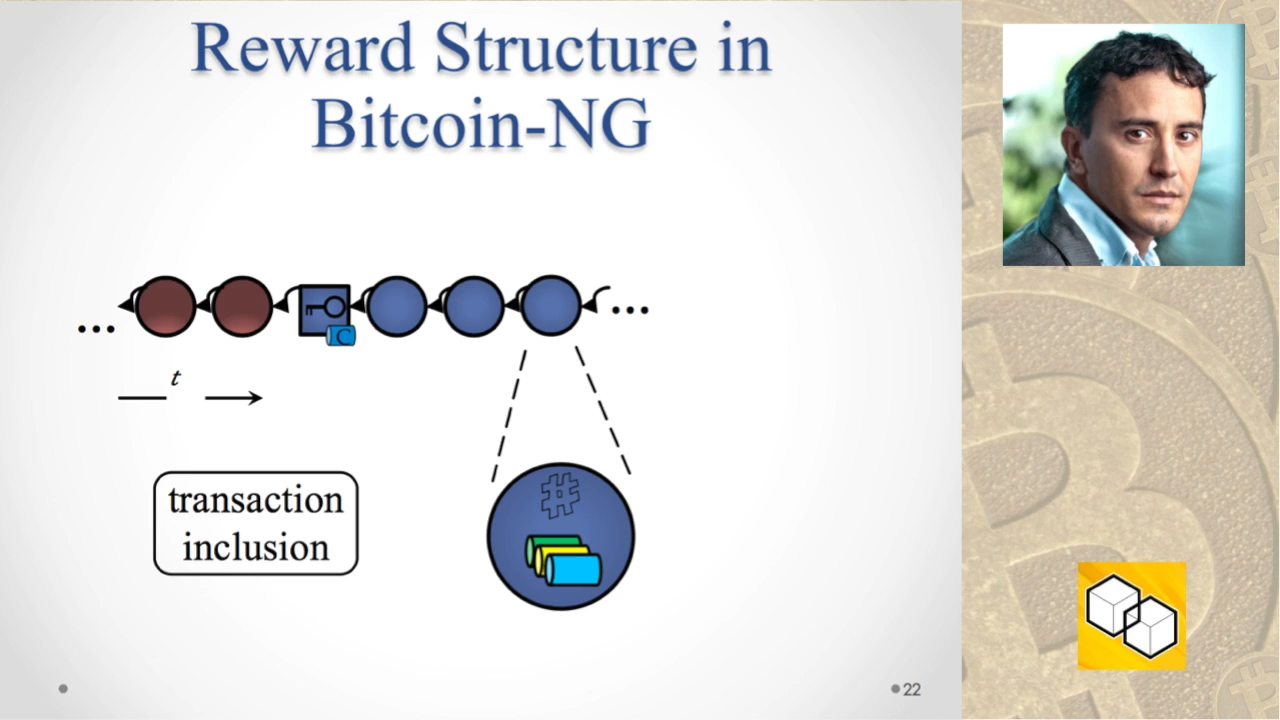 Reward Structure in
Bitcoin-NG
...
...
t
C
#
transaction
inclusion
22